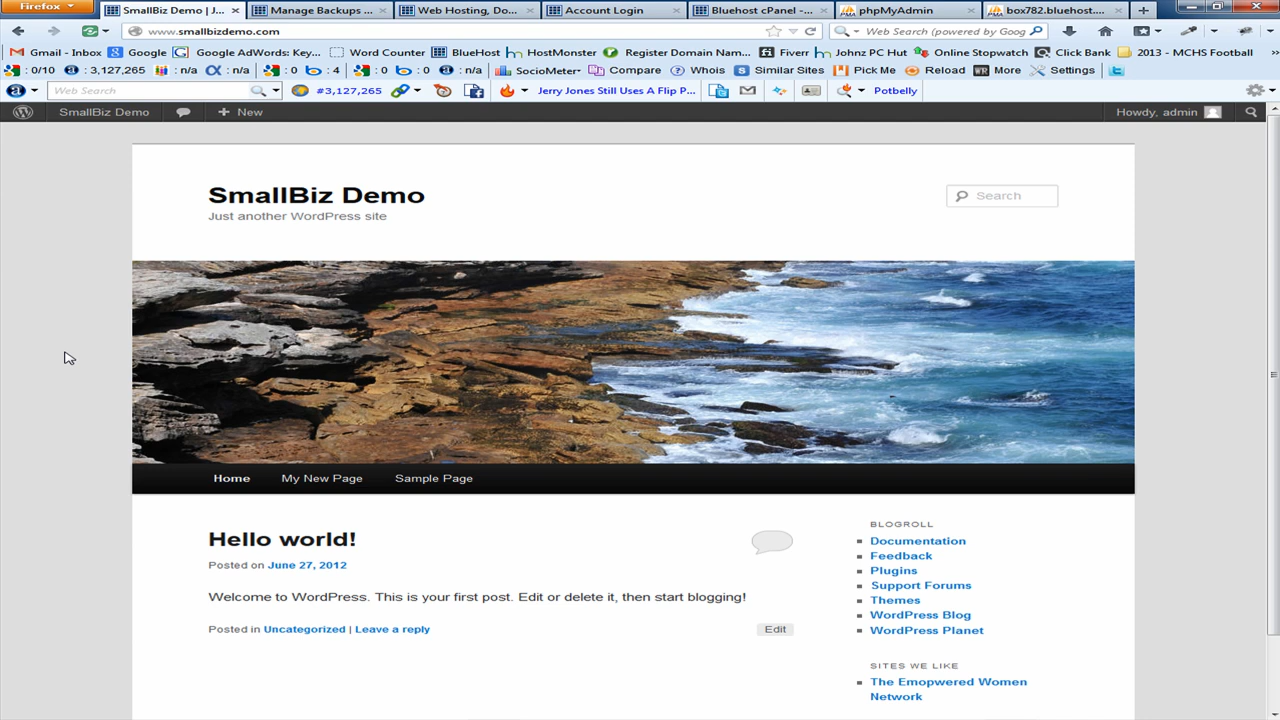 Firefox
SmallBiz Demo | J...
Manage Backups ...
Web Hosting, Do...
Account Login
Bluehost cPanel -...
phpMyAdmin
box782.bluehost....
www.smallbizdemo.com
Web Search (powered by Goog
Gmail - Inbox
Google
Google AdWords: Key...
Word Counter
BlueHost
HostMonster
Register Domain Nam...
Fiverr
Johnz PC Hut
Online Stopwatch
Click Bank
2013 - MCHS Football
: 0/10
: 3,127,265
: n/a
: n/a
: 0
: 4
: 0
:
: n/a
SocioMeter
Compare
Whois
Similar Sites
Pick Me
Reload
More
Settings
Web Search
#3,127,265
Jerry Jones Still Uses A Flip P...
Potbelly
SmallBiz Demo
New
Howdy, admin
SmallBiz Demo
Just another WordPress site
Search
Home
My New Page
Sample Page
Hello world!
Posted on June 27, 2012
Welcome to WordPress. This is your first post. Edit or delete it, then start blogging!
Posted in Uncategorized | Leave a reply
Edit
BLOGROLL
Documentation
Feedback
Plugins
Support Forums
Themes
WordPress Blog
WordPress Planet
SITES WE LIKE
The Emopwered Women
Network